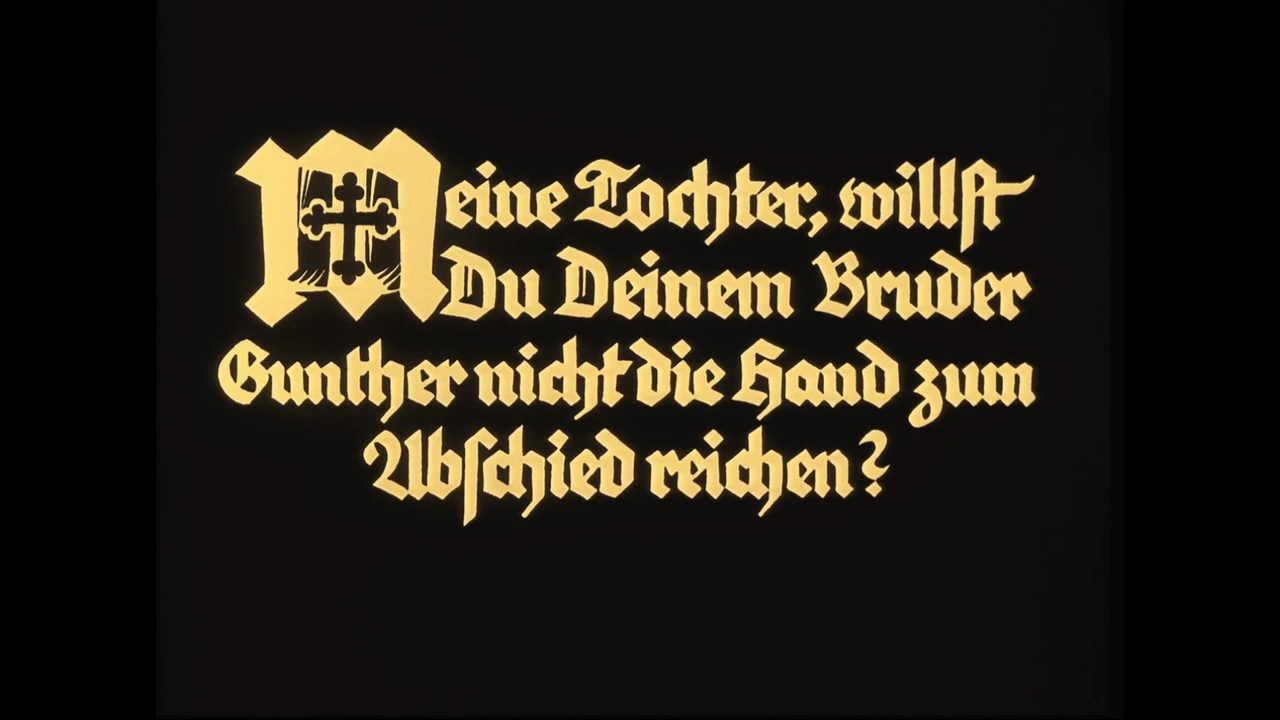 Meine Tochter, willst
Du Deinem Bruder
Gunther nicht die Hand zum
Abschied reichen?